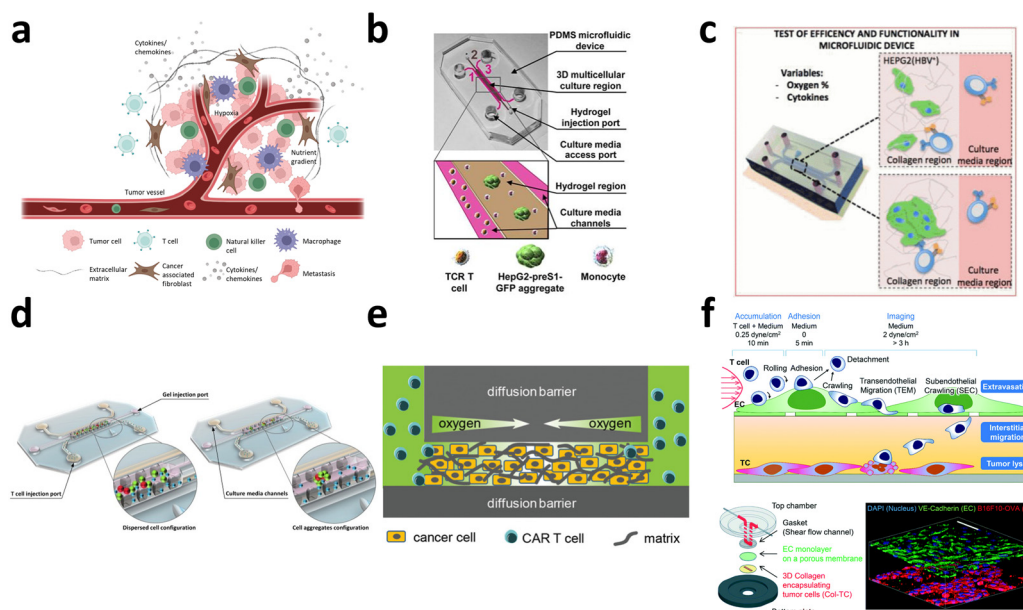 a
Cytokines/
chemokines
Hypoxia
Nutrient
gradient
Tumor vessel
Tumor cell
T cell
Natural killer
cell
Macrophage
Extracellular
matrix
Cancer
associated
fibroblast
Cytokines/
chemokines
Metastasis
b
2
3
1
PDMS microfluidic
device
3D multicellular
culture region
Hydrogel
injection port
Culture media
access port
Hydrogel region
Culture media
channels
TCR T
cell
HepG2-preS1-
GFP aggregate
Monocyte
c
TEST OF EFFICENCY AND FUNCTIONALITY IN
MICROFLUIDIC DEVICE
Variables:
- Oxygen %
- Cytokines
HEPG2(HBV⁺)
Collagen region
Culture
media region
Collagen region
Culture
media region
d
Gel injection port
T cell injection port
Culture media channels
Dispersed cell configuration
Cell aggregates configuration
e
diffusion barrier
oxygen
oxygen
diffusion barrier
cancer cell
CAR T cell
matrix
f
Accumulation
T cell + Medium
0.25 dyne/cm²
10 min
Adhesion
Medium
0
5 min
Imaging
Medium
2 dyne/cm²
> 3 h
T cell
Rolling
Adhesion
Detachment
Crawling
Transendothelial
Migration (TEM)
Subendothelial
Crawling (SEC)
Extravasati
EC
Interstiti
migration
TC
Tumor lys
Top chamber
Gasket
(Shear flow channel)
EC monolayer
on a porous membrane
3D Collagen
encapsulating
tumor cells (Col-TC)
DAPI (Nucleus) VE-Cadherin (EC) B16F10-OVA